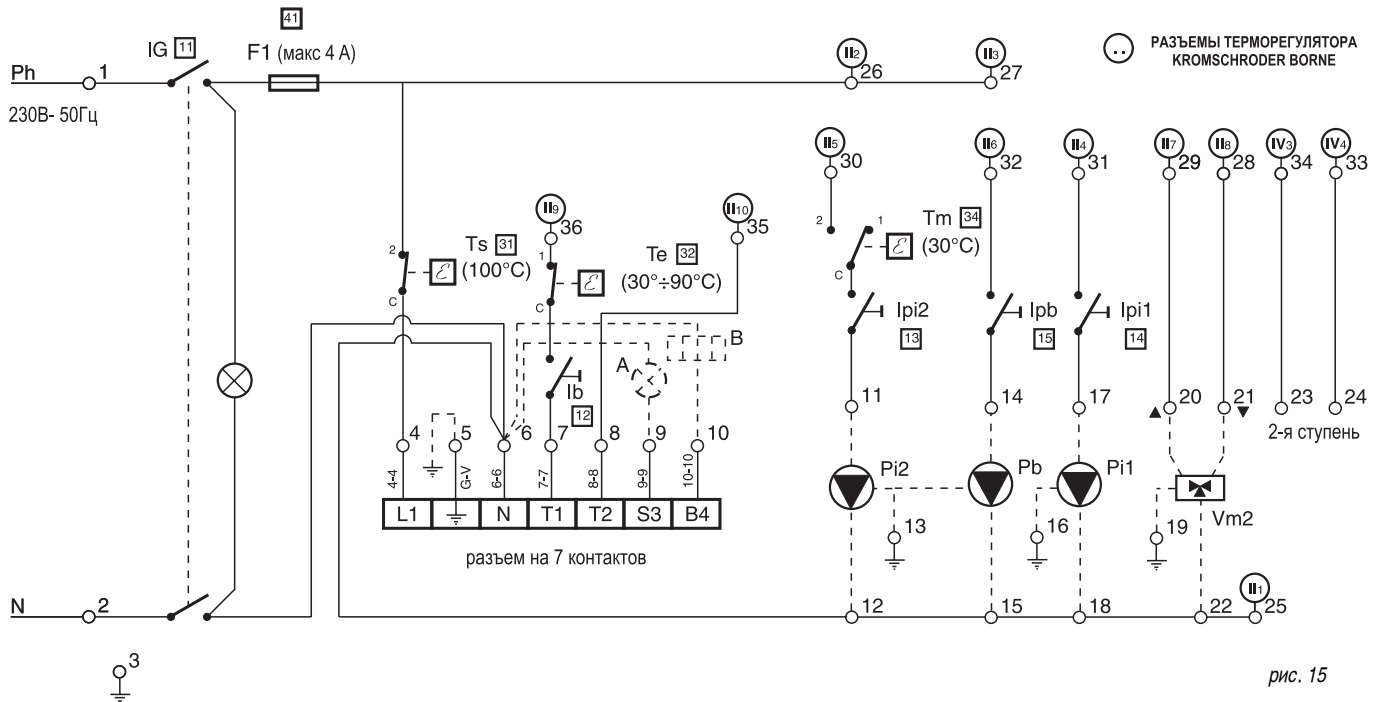 41
IG 11
F1 (макс 4 А)
II2
II3
РАЗЪЕМЫ ТЕРМОРЕГУЛЯТОРА
KROMSCHRODER BORNE
. .
Ph
1
26
27
230В- 50Гц
II5
II6
II4
II7
II8
IV3
IV4
30
32
31
29
28
34
33
II9
II10
36
35
2
1
Tm 34
(30°C)
C
2
Ts 31
(100°C)
C
1
Te 32
(30°÷90°C)
C
Ɛ
Ɛ
Ɛ
Ipi2
13
Ipb
15
Ipi1
14
A
B
Ib
12
11
14
17
20
21
23
24
▲
▼
2-я ступень
4
5
6
7
8
9
10
4-4
G-V
6-6
7-7
8-8
9-9
10-10
L1
N
T1
T2
S3
B4
разъем на 7 контактов
Pi2
Pb
Pi1
Vm2
13
16
19
N
2
12
15
18
22
25
II1
3
рис. 15